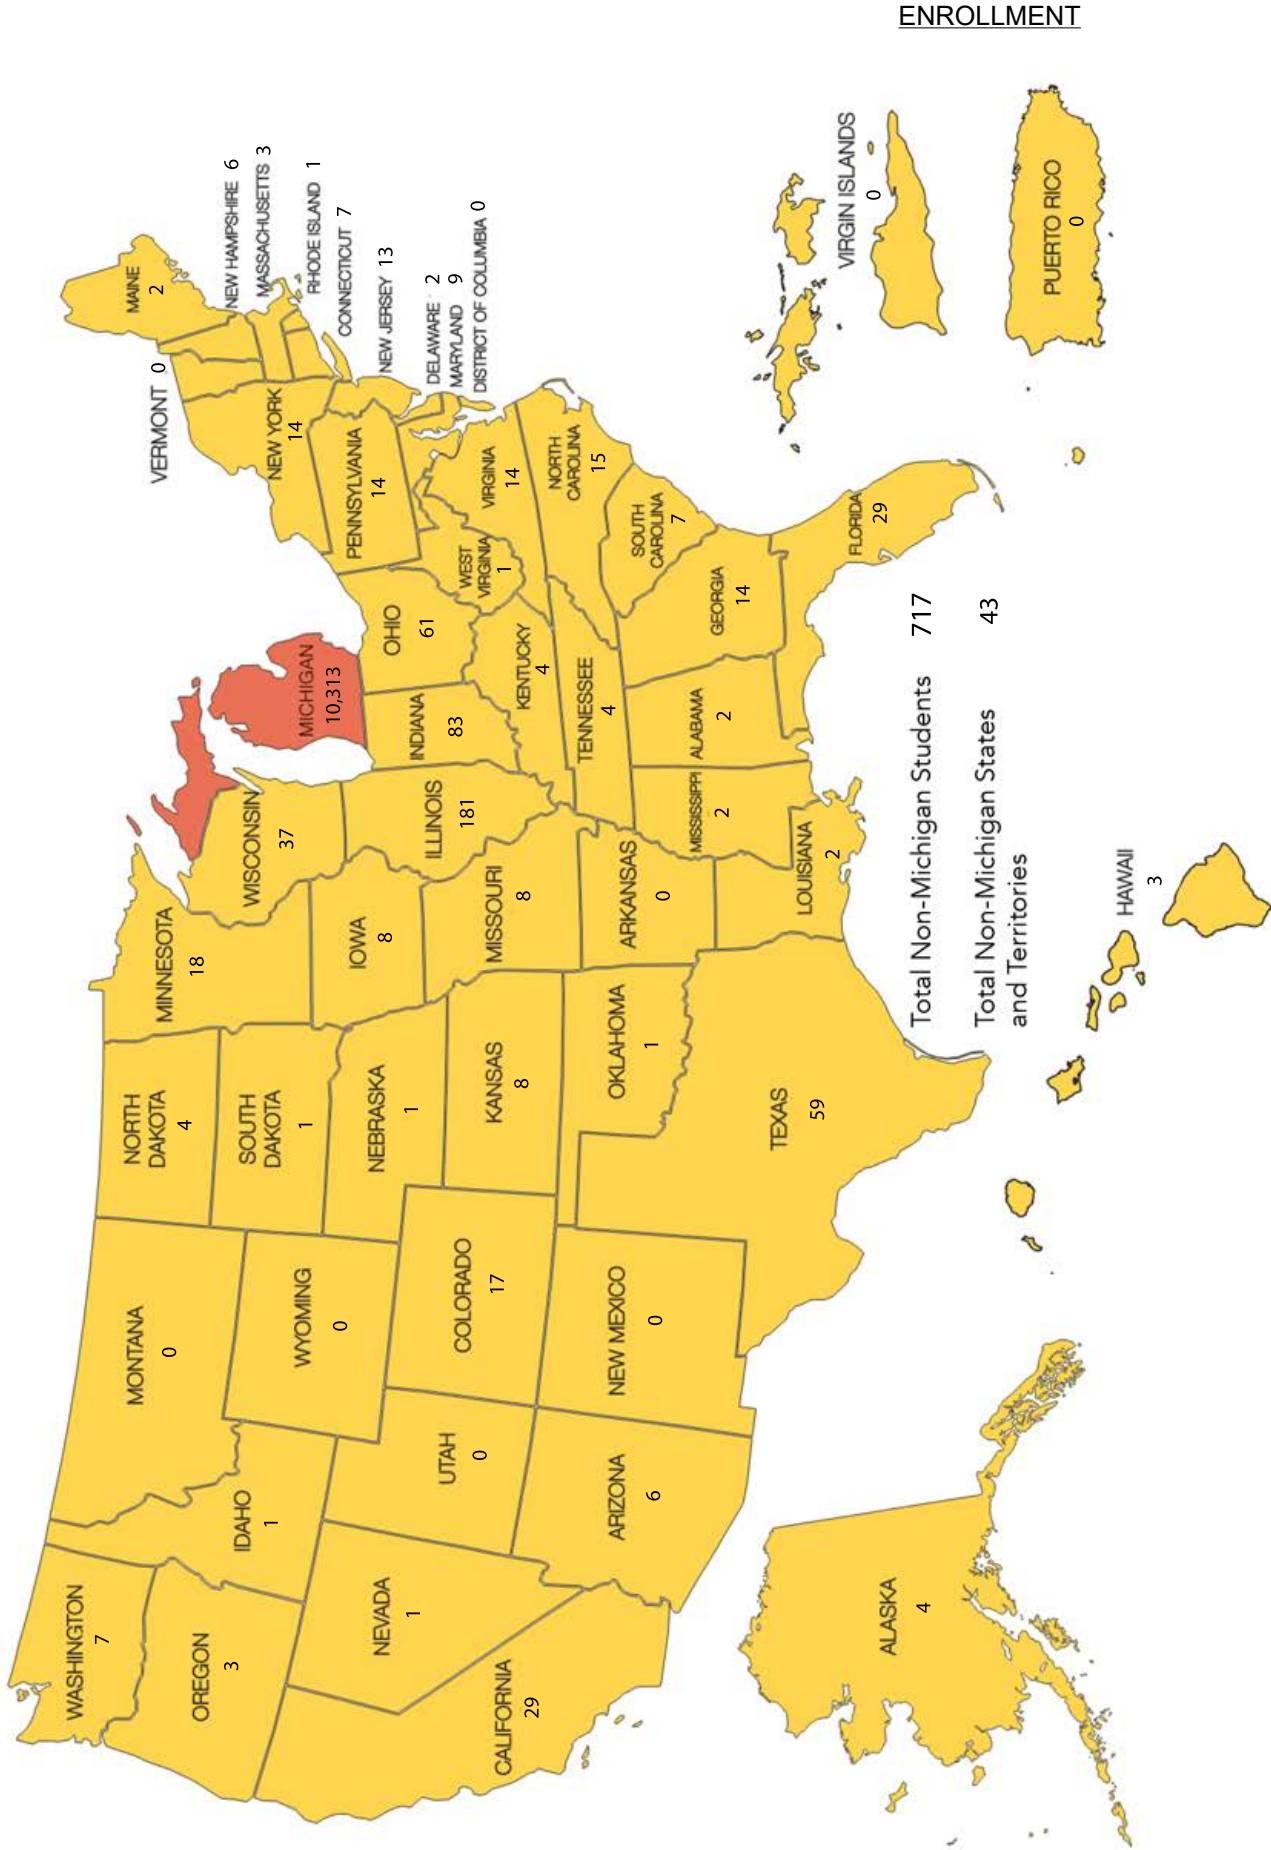 ENROLLMENT
WASHINGTON
7
OREGON
3
CALIFORNIA
29
NEVADA
1
IDAHO
1
MONTANA
0
WYOMING
0
UTAH
0
ARIZONA
6
COLORADO
17
NEW MEXICO
0
NORTH
DAKOTA
4
SOUTH
DAKOTA
1
NEBRASKA
1
KANSAS
8
OKLAHOMA
1
TEXAS
59
MINNESOTA
18
IOWA
8
MISSOURI
8
ARKANSAS
0
LOUISIANA
2
WISCONSIN
37
ILLINOIS
181
MISSISSIPPI
2
MICHIGAN
10,313
INDIANA
83
OHIO
61
KENTUCKY
4
TENNESSEE
4
ALABAMA
2
GEORGIA
14
FLORIDA
29
SOUTH
CAROLINA
7
NORTH
CAROLINA
15
VIRGINIA
14
WEST
VIRGINIA
1
PENNSYLVANIA
14
NEW YORK
14
VERMONT 0
MAINE
2
NEW HAMPSHIRE 6
MASSACHUSETTS 3
RHODE ISLAND 1
CONNECTICUT 7
NEW JERSEY 13
DELAWARE 2
MARYLAND 9
DISTRICT OF COLUMBIA 0
ALASKA
4
HAWAII
3
VIRGIN ISLANDS
0
PUERTO RICO
0
Total Non-Michigan Students 717
Total Non-Michigan States 43
and Territories